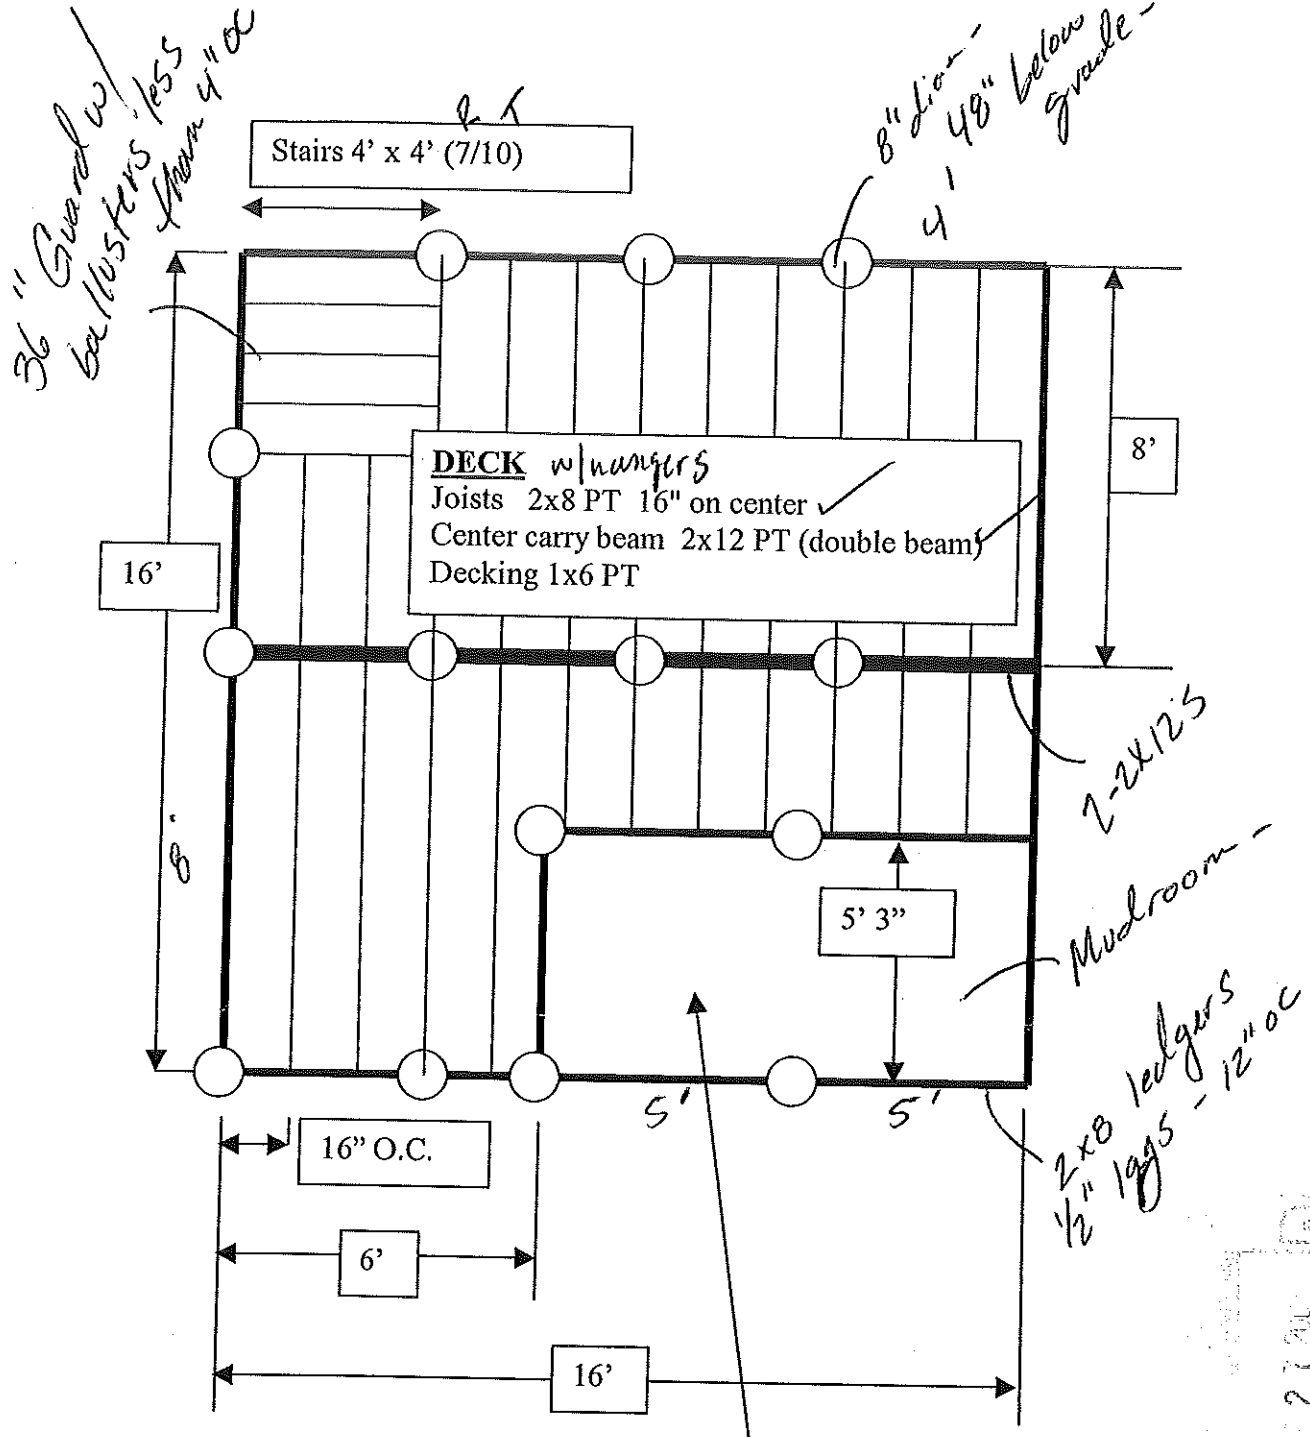 36" Guard w/
ballusters less
than 4" oc
R T
Stairs 4' x 4' (7/10)
8" diam -
48" below
grade -
4'
8'
DECK w/hangers
Joists 2x8 PT 16" on center
Center carry beam 2x12 PT (double beam)
Decking 1x6 PT
16'
2-2x12's
8'
5' 3"
Mudroom -
5'
5'
2x8 ledgers
1/2" lags - 12" oc
16" O.C.
6'
16'